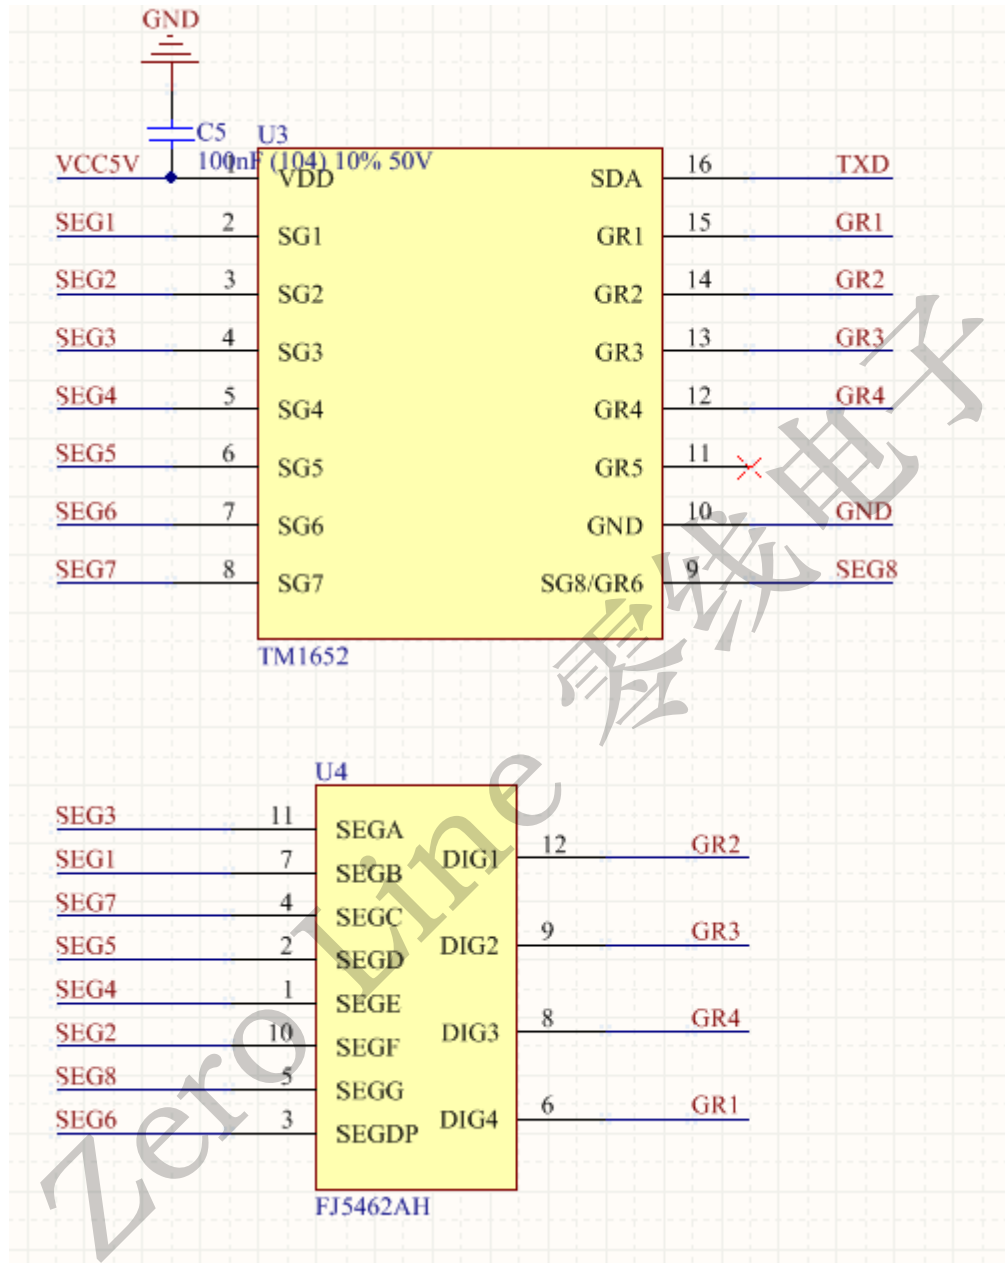 GND
C5
100nF (104) 10% 50V
U3
VCC5V 1 VDD SDA 16 TXD
SEG1 2 SG1 GR1 15 GR1
SEG2 3 SG2 GR2 14 GR2
SEG3 4 SG3 GR3 13 GR3
SEG4 5 SG4 GR4 12 GR4
SEG5 6 SG5 GR5 11
SEG6 7 SG6 GND 10 GND
SEG7 8 SG7 SG8/GR6 9 SEG8
TM1652
U4
SEG3 11 SEGA
DIG1 12 GR2
SEG1 7 SEGB
SEG7 4 SEGC
DIG2 9 GR3
SEG5 2 SEGD
SEG4 1 SEGE
DIG3 8 GR4
SEG2 10 SEGF
SEG8 5 SEGG
DIG4 6 GR1
SEG6 3 SEGDP
FJ5462AH
Zero Line 零线电子